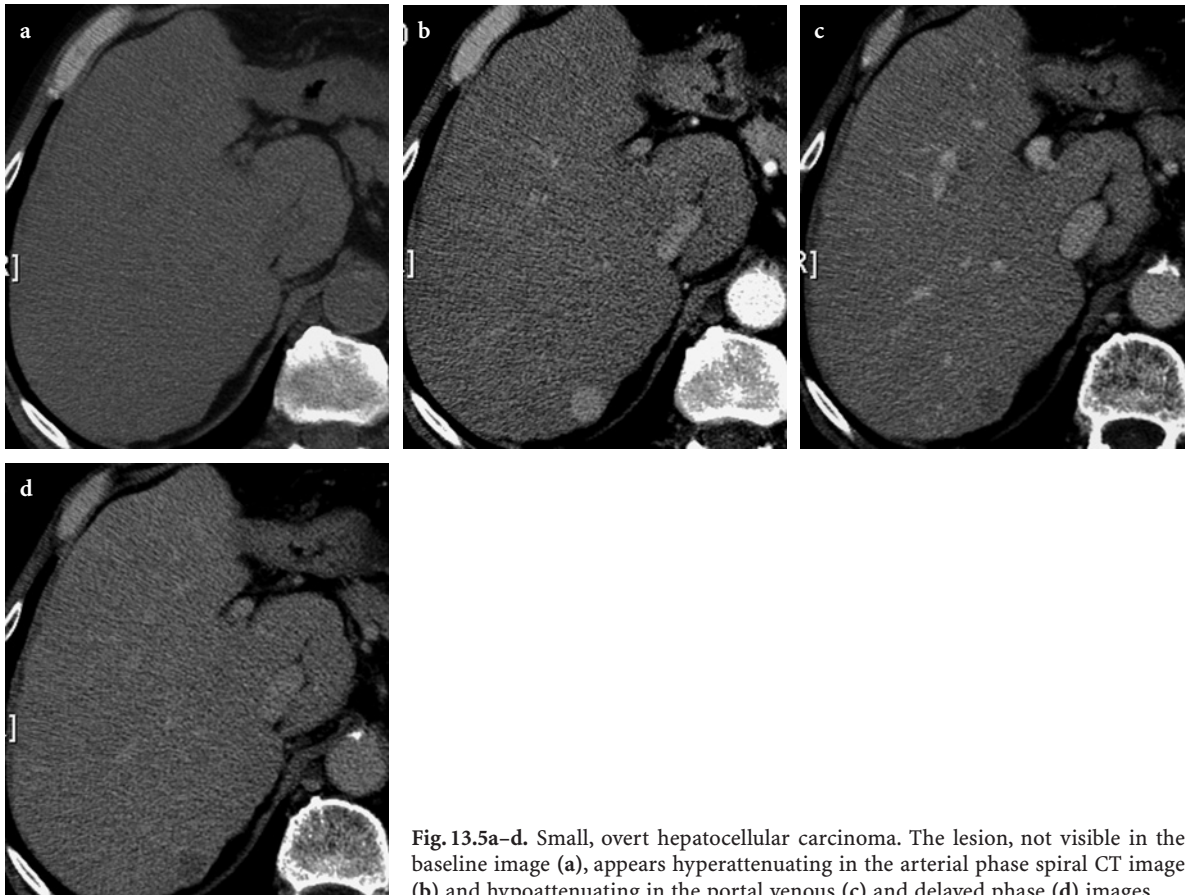 a
b
c
R]
]
R]
d
]
Fig. 13.5a–d. Small, overt hepatocellular carcinoma. The lesion, not visible in the
baseline image (a), appears hyperattenuating in the arterial phase spiral CT image
(b) and hypoattenuating in the portal venous (c) and delayed phase (d) images